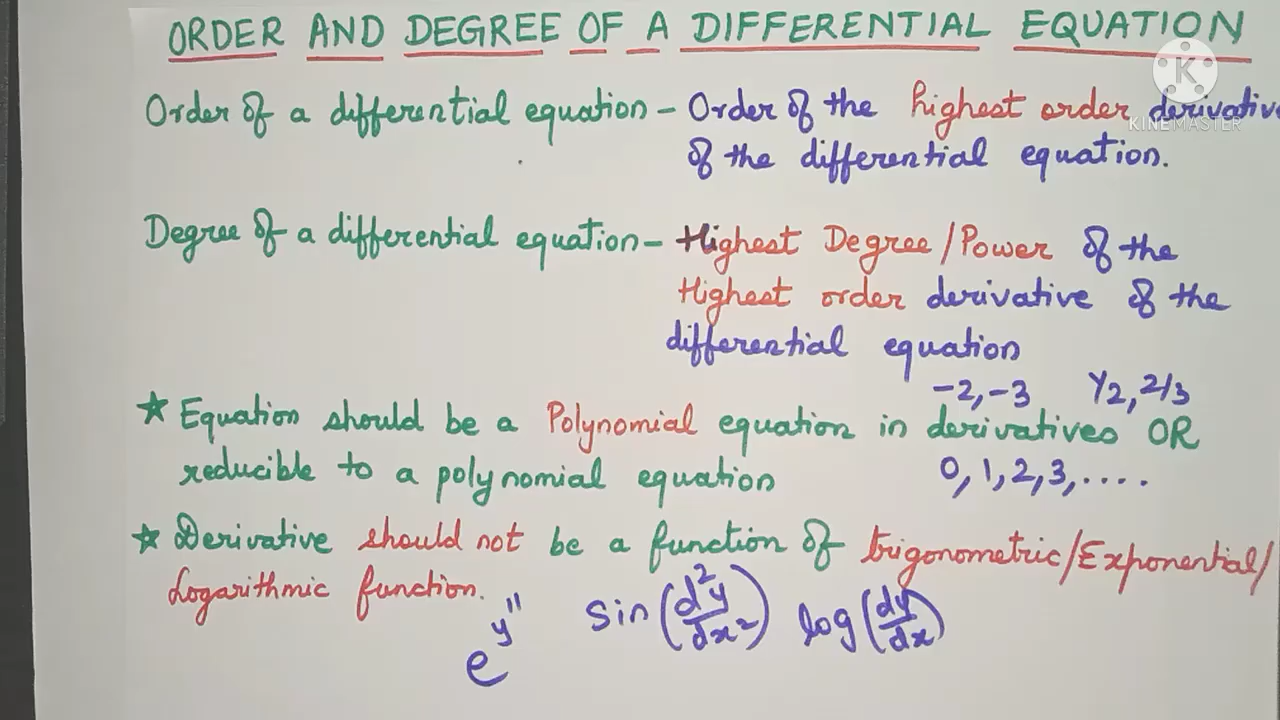 ORDER AND DEGREE OF A DIFFERENTIAL EQUATION
K
KINEMASTER
Order of a differential equation - Order of the highest order derivative
of the differential equation.
Degree of a differential equation - Highest Degree/Power of the
Highest order derivative of the
differential equation
-2, -3 1/2, 2/3
★ Equation should be a Polynomial equation in derivatives OR
reducible to a polynomial equation 0, 1, 2, 3, ....
★ Derivative should not be a function of trigonometric/Exponential/
Logarithmic function.
e^y'' sin(d²y/dx²) log(dy/dx)